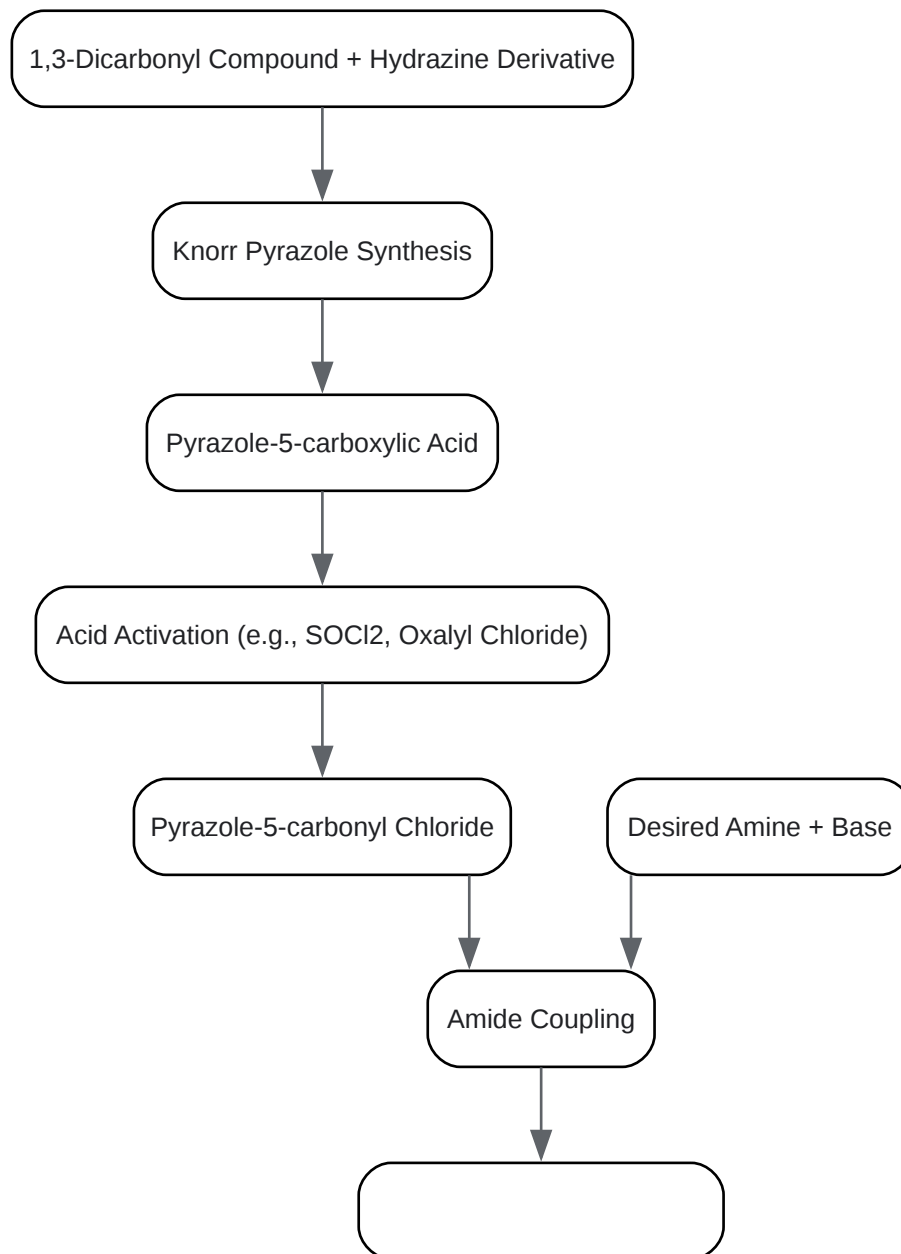 1,3-Dicarbonyl Compound + Hydrazine Derivative
Knorr Pyrazole Synthesis
Pyrazole-5-carboxylic Acid
Acid Activation (e.g., SOCl2, Oxalyl Chloride)
Pyrazole-5-carbonyl Chloride
Desired Amine + Base
Amide Coupling